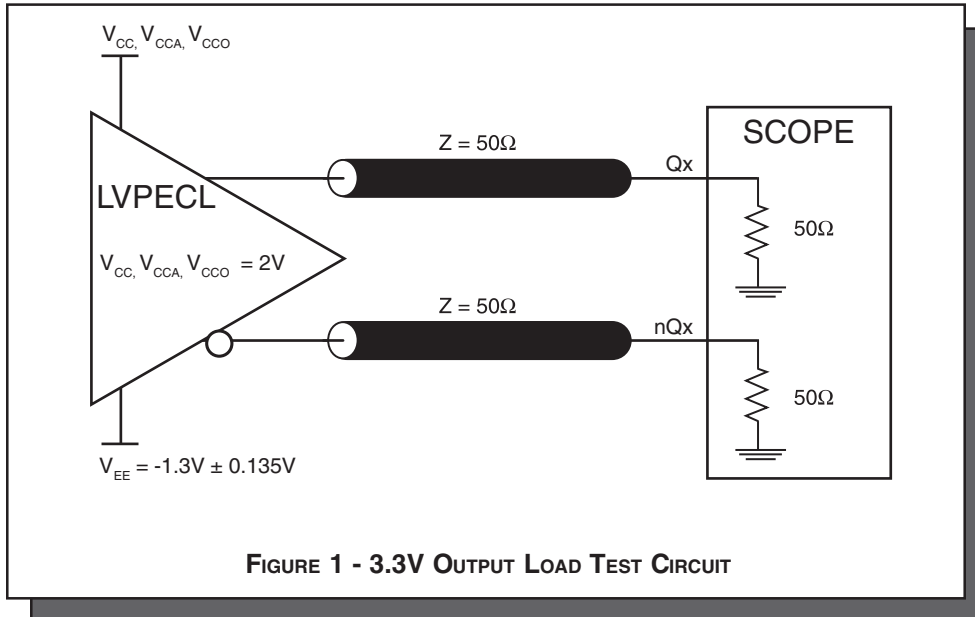 VCC, VCCA, VCCO
SCOPE
Z = 50Ω
Qx
LVPECL
50Ω
VCC, VCCA, VCCO = 2V
Z = 50Ω
nQx
50Ω
VEE = -1.3V ± 0.135V
FIGURE 1 - 3.3V OUTPUT LOAD TEST CIRCUIT